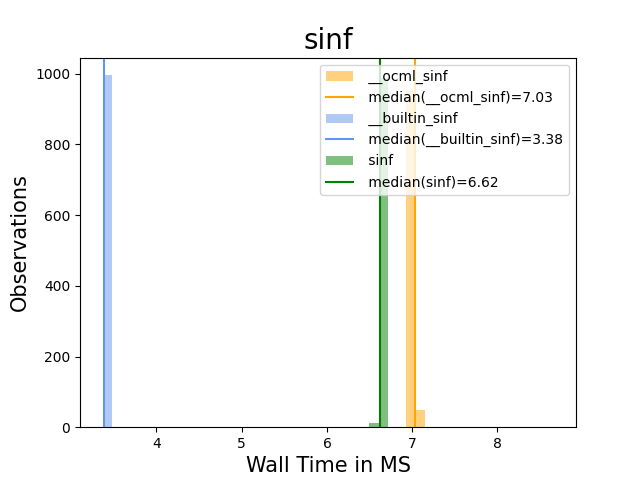 sinf
1000
800
600
400
200
0
Observations
__ocml_sinf
median(__ocml_sinf)=7.03
__builtin_sinf
median(__builtin_sinf)=3.38
sinf
median(sinf)=6.62
4 5 6 7 8
Wall Time in MS